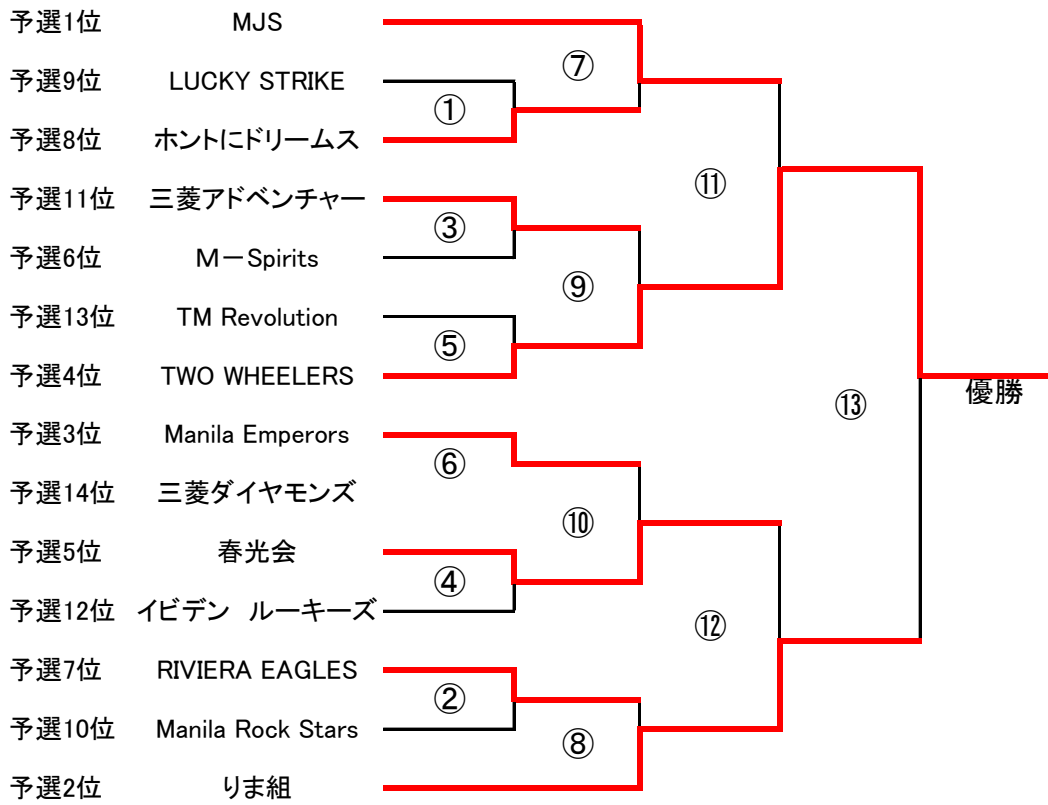 予選1位 MJS
⑦
予選9位 LUCKY STRIKE
①
予選8位 ホントにドリームス
⑪
予選11位 三菱アドベンチャー
③
予選6位 M－Spirits
⑨
予選13位 TM Revolution
⑤
予選4位 TWO WHEELERS
優勝
⑬
予選3位 Manila Emperors
⑥
予選14位 三菱ダイヤモンズ
⑩
予選5位 春光会
④
予選12位 イビデン　ルーキーズ
⑫
予選7位 RIVIERA EAGLES
②
予選10位 Manila Rock Stars
⑧
予選2位 りま組